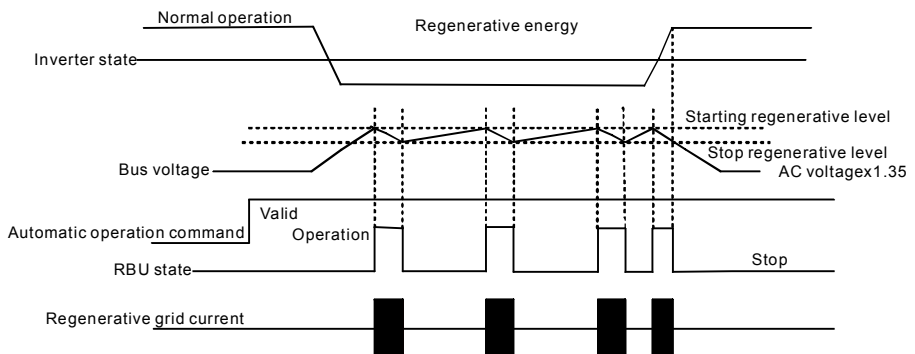 Normal operation
Regenerative energy
Inverter state
Starting regenerative level
Stop regenerative level
Bus voltage
AC voltagex1.35
Valid
Automatic operation command
Operation
RBU state
Stop
Regenerative grid current